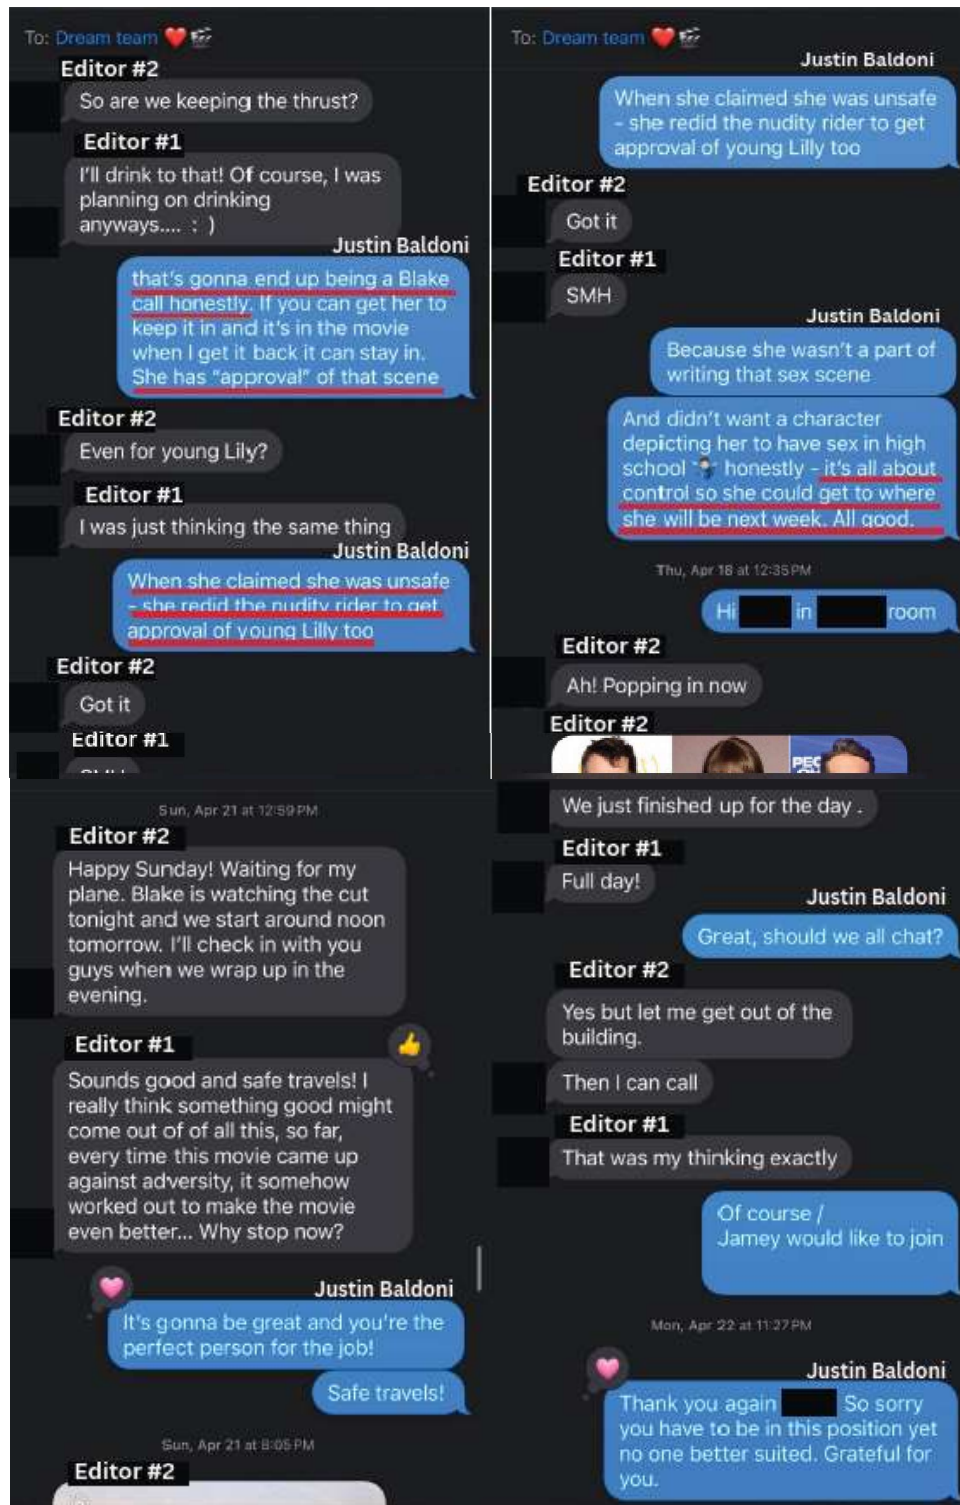 To: Dream team ❤️🎬
Editor #2
So are we keeping the thrust?
Editor #1
I'll drink to that! Of course, I was
planning on drinking
anyways.... : )
Justin Baldoni
that's gonna end up being a Blake
call honestly. If you can get her to
keep it in and it's in the movie
when I get it back it can stay in.
She has "approval" of that scene
Editor #2
Even for young Lily?
Editor #1
I was just thinking the same thing
Justin Baldoni
When she claimed she was unsafe
- she redid the nudity rider to get
approval of young Lilly too
Editor #2
Got it
Editor #1
SMH
To: Dream team ❤️🎬
Justin Baldoni
When she claimed she was unsafe
- she redid the nudity rider to get
approval of young Lilly too
Editor #2
Got it
Editor #1
SMH
Justin Baldoni
Because she wasn't a part of
writing that sex scene
And didn't want a character
depicting her to have sex in high
school 🤷🏻‍♂️ honestly - it's all about
control so she could get to where
she will be next week. All good.
Thu, Apr 18 at 12:35 PM
Hi in room
Editor #2
Ah! Popping in now
Editor #2
Sun, Apr 21 at 12:59 PM
Editor #2
Happy Sunday! Waiting for my
plane. Blake is watching the cut
tonight and we start around noon
tomorrow. I'll check in with you
guys when we wrap up in the
evening.
Editor #1
Sounds good and safe travels! I
really think something good might
come out of of all this, so far,
every time this movie came up
against adversity, it somehow
worked out to make the movie
even better... Why stop now?
Justin Baldoni
It's gonna be great and you're the
perfect person for the job!
Safe travels!
Sun, Apr 21 at 8:05 PM
Editor #2
We just finished up for the day .
Editor #1
Full day!
Justin Baldoni
Great, should we all chat?
Editor #2
Yes but let me get out of the
building.
Then I can call
Editor #1
That was my thinking exactly
Of course /
Jamey would like to join
Mon, Apr 22 at 11:27 PM
Justin Baldoni
Thank you again So sorry
you have to be in this position yet
no one better suited. Grateful for
you.